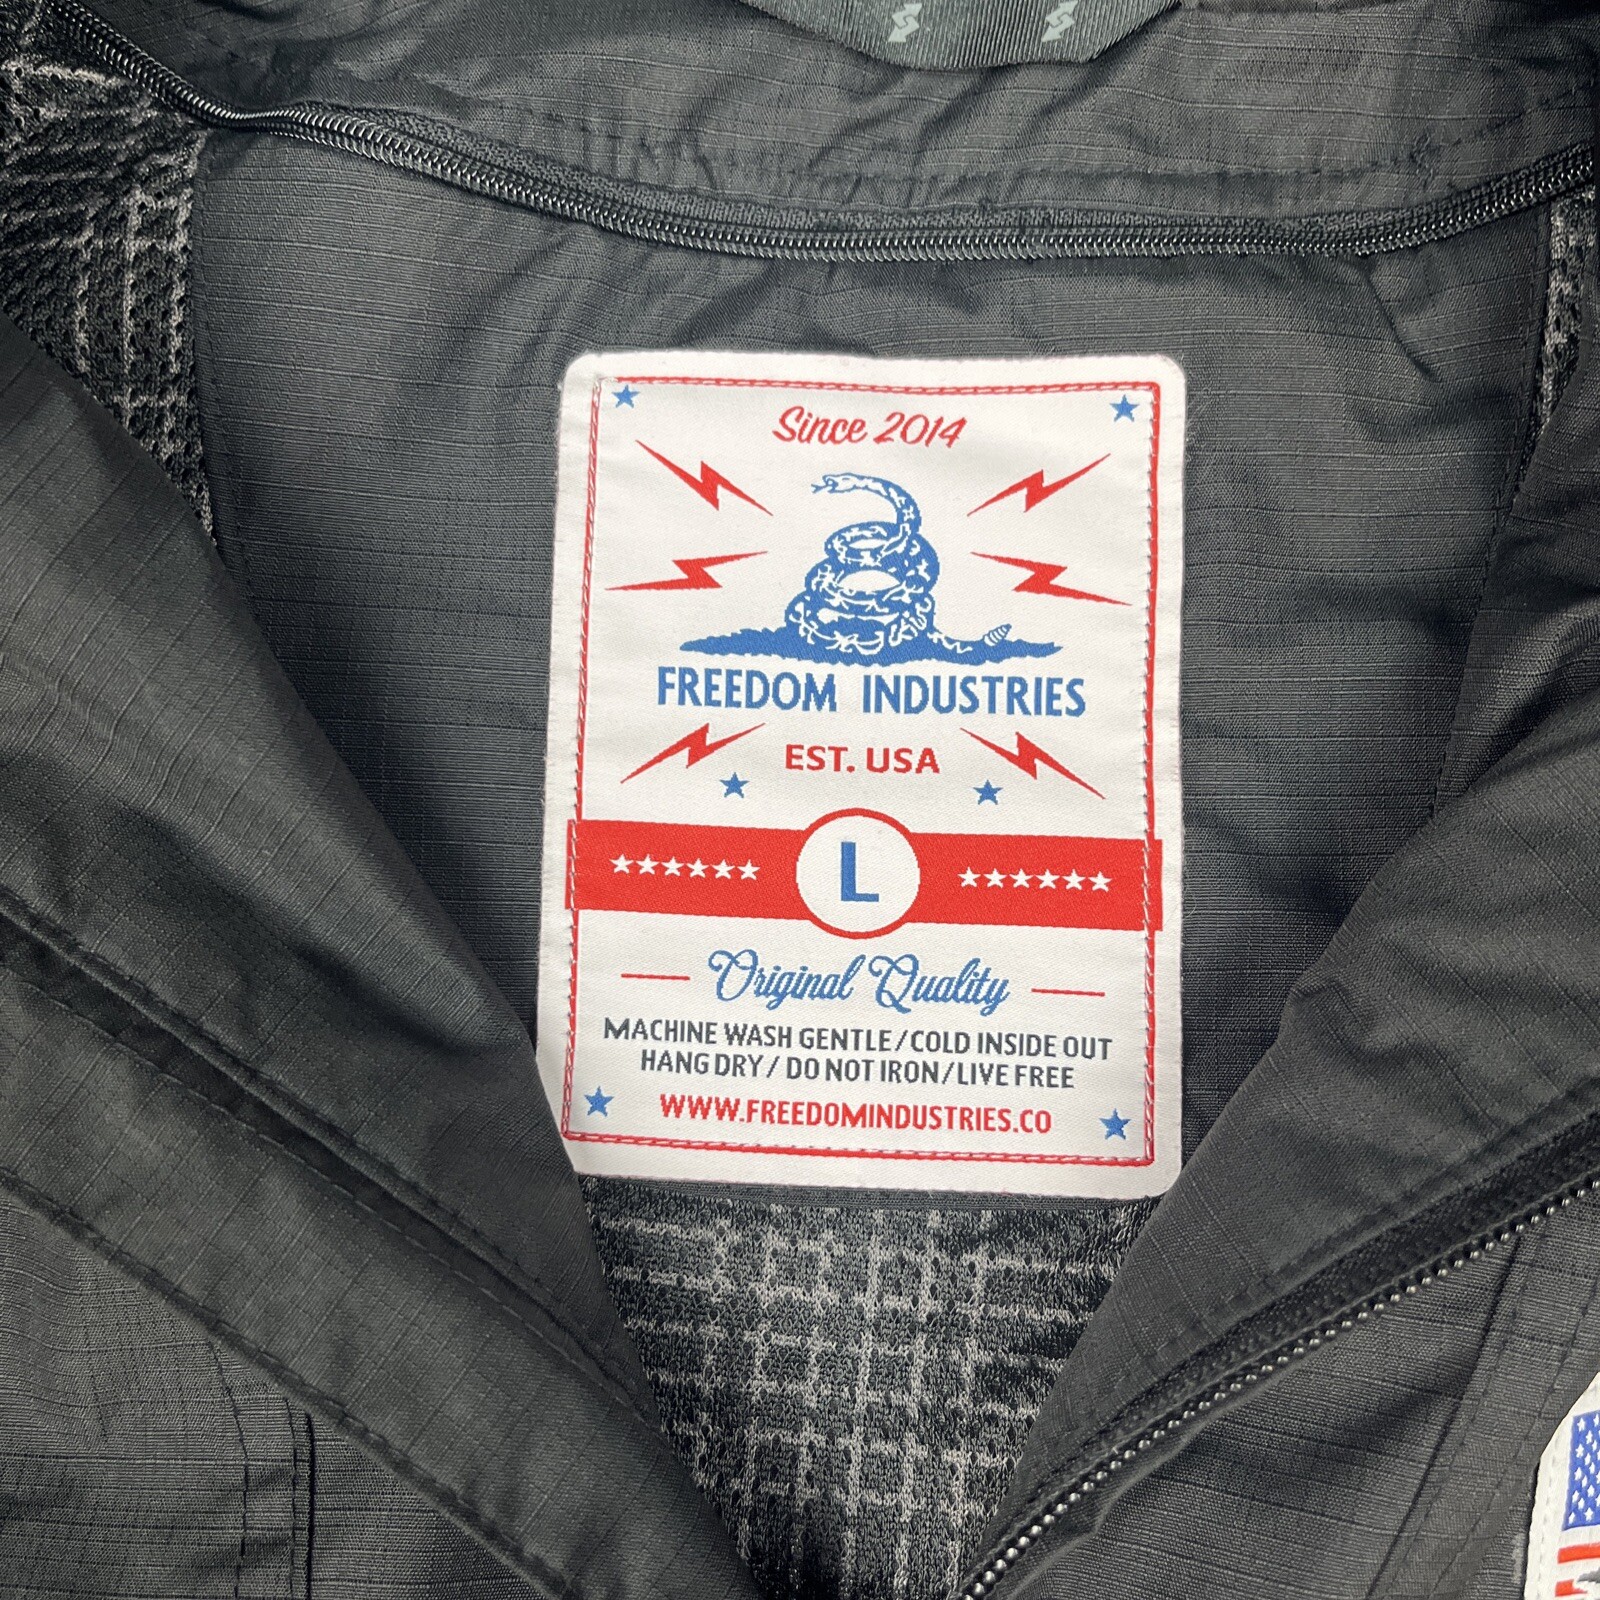 Since 2014
FREEDOM INDUSTRIES
EST. USA
L
Original Quality
MACHINE WASH GENTLE/COLD INSIDE OUT
HANG DRY/ DO NOT IRON/LIVE FREE
WWW.FREEDOMINDUSTRIES.CO